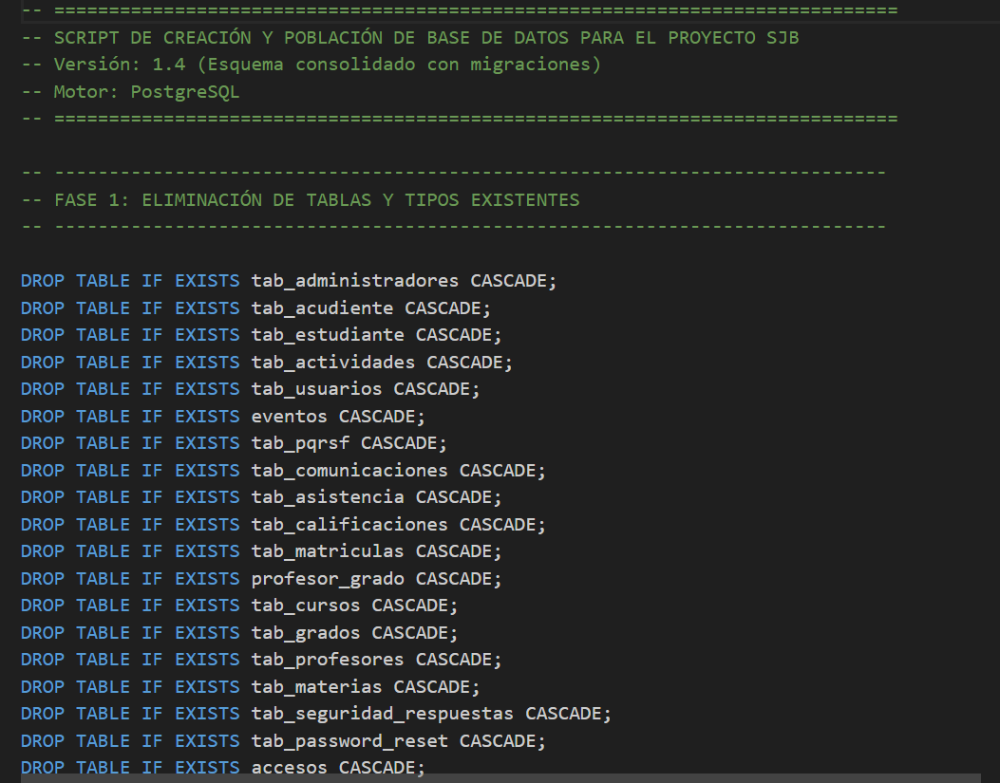 -- =============================================================================
-- SCRIPT DE CREACIÓN Y POBLACIÓN DE BASE DE DATOS PARA EL PROYECTO SJB
-- Versión: 1.4 (Esquema consolidado con migraciones)
-- Motor: PostgreSQL
-- =============================================================================
-- ----------------------------------------------------------------------------
-- FASE 1: ELIMINACIÓN DE TABLAS Y TIPOS EXISTENTES
-- ----------------------------------------------------------------------------
DROP TABLE IF EXISTS tab_administradores CASCADE;
DROP TABLE IF EXISTS tab_acudiente CASCADE;
DROP TABLE IF EXISTS tab_estudiante CASCADE;
DROP TABLE IF EXISTS tab_actividades CASCADE;
DROP TABLE IF EXISTS tab_usuarios CASCADE;
DROP TABLE IF EXISTS eventos CASCADE;
DROP TABLE IF EXISTS tab_pqrsf CASCADE;
DROP TABLE IF EXISTS tab_comunicaciones CASCADE;
DROP TABLE IF EXISTS tab_asistencia CASCADE;
DROP TABLE IF EXISTS tab_calificaciones CASCADE;
DROP TABLE IF EXISTS tab_matriculas CASCADE;
DROP TABLE IF EXISTS profesor_grado CASCADE;
DROP TABLE IF EXISTS tab_cursos CASCADE;
DROP TABLE IF EXISTS tab_grados CASCADE;
DROP TABLE IF EXISTS tab_profesores CASCADE;
DROP TABLE IF EXISTS tab_materias CASCADE;
DROP TABLE IF EXISTS tab_seguridad_respuestas CASCADE;
DROP TABLE IF EXISTS tab_password_reset CASCADE;
DROP TABLE IF EXISTS accesos CASCADE;